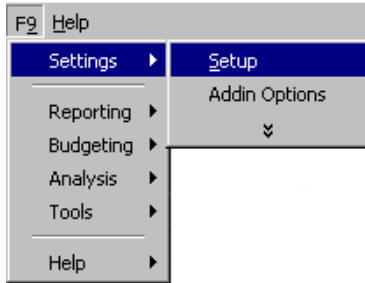 F9 Help
Settings Setup
Addin Options
Reporting
Budgeting
Analysis
Tools
Help